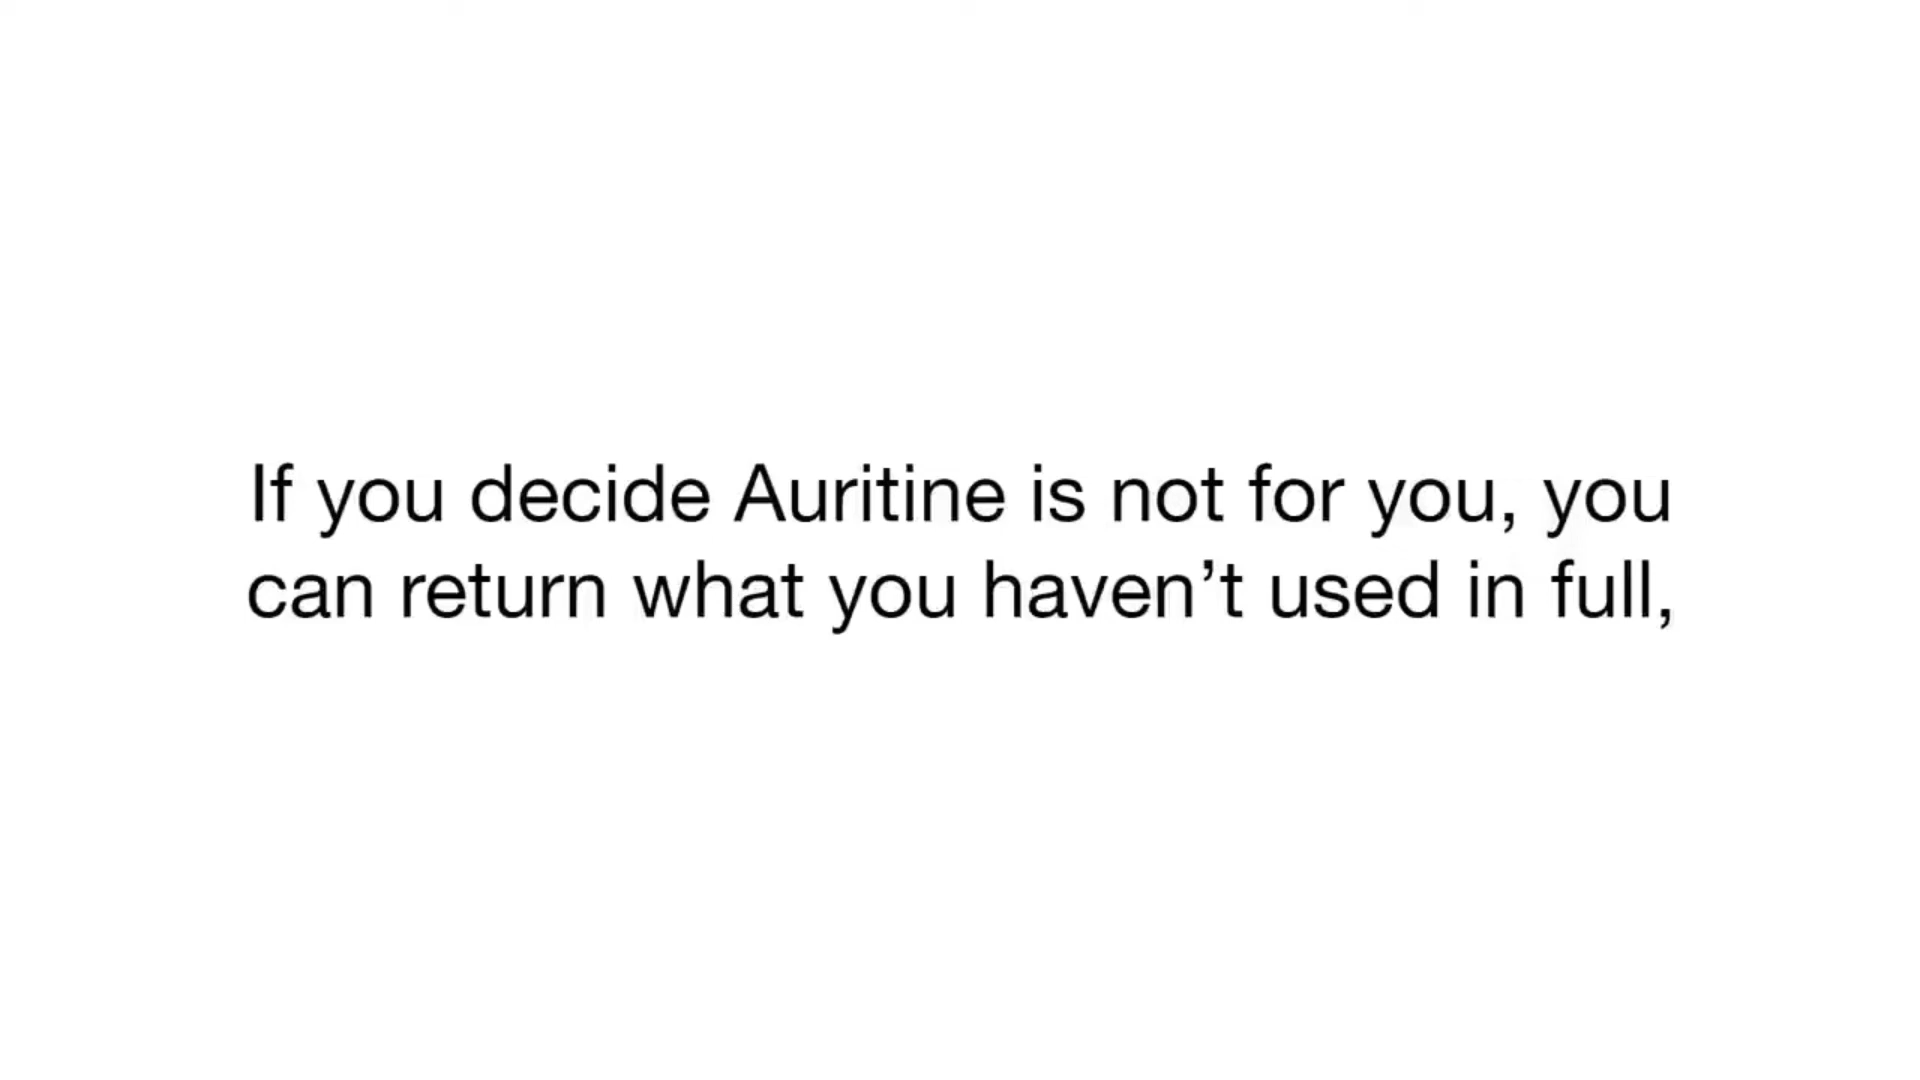 If you decide Auritine is not for you, you
can return what you haven’t used in full,